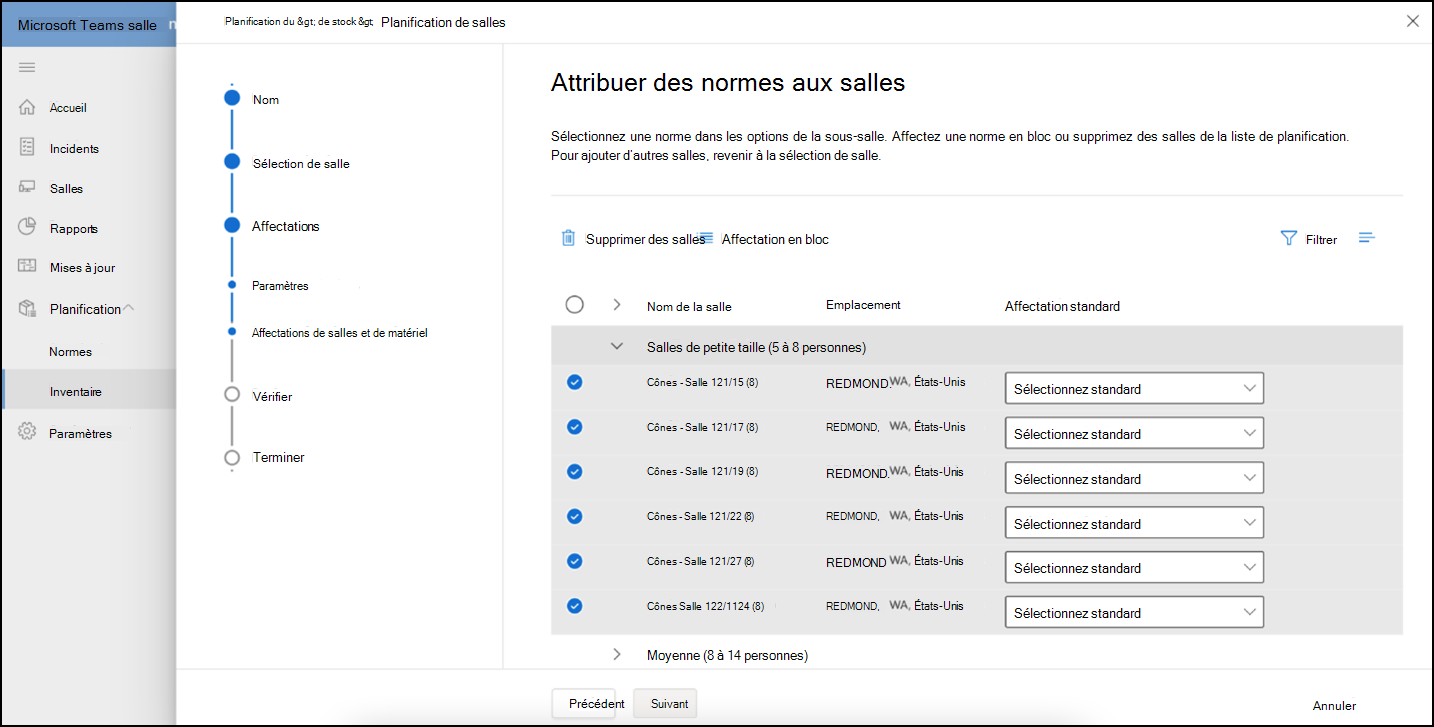 Microsoft Teams salle
Planification du &gt; de stock &gt; Planification de salles
Accueil
Incidents
Salles
Rapports
Mises à jour
Planification
Normes
Inventaire
Paramètres
Nom
Sélection de salle
Affectations
Paramètres
Affectations de salles et de matériel
Vérifier
Terminer
Attribuer des normes aux salles
Sélectionnez une norme dans les options de la sous-salle. Affectez une norme en bloc ou supprimez des salles de la liste de planification.
Pour ajouter d'autres salles, revenir à la sélection de salle.
Supprimer des salles Affectation en bloc Filtrer
Nom de la salle Emplacement Affectation standard
Salles de petite taille (5 à 8 personnes)
Cônes - Salle 121/15 (8) REDMOND, WA, États-Unis Sélectionnez standard
Cônes - Salle 121/17 (8) REDMOND, WA, États-Unis Sélectionnez standard
Cônes - Salle 121/19 (8) REDMOND, WA, États-Unis Sélectionnez standard
Cônes - Salle 121/22 (8) REDMOND, WA, États-Unis Sélectionnez standard
Cônes - Salle 121/27 (8) REDMOND WA, États-Unis Sélectionnez standard
Cônes Salle 122/1124 (8) REDMOND, WA, États-Unis Sélectionnez standard
Moyenne (8 à 14 personnes)
Précédent Suivant Annuler